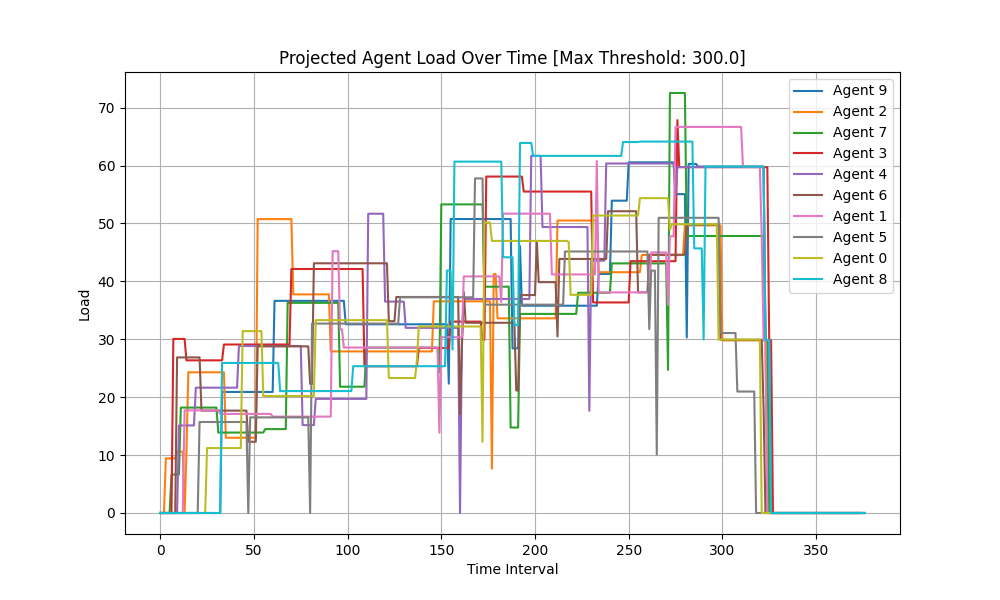 Projected Agent Load Over Time [Max Threshold: 300.0]
Load
70
60
50
40
30
20
10
0
0 50 100 150 200 250 300 350
Time Interval
Agent 9
Agent 2
Agent 7
Agent 3
Agent 4
Agent 6
Agent 1
Agent 5
Agent 0
Agent 8